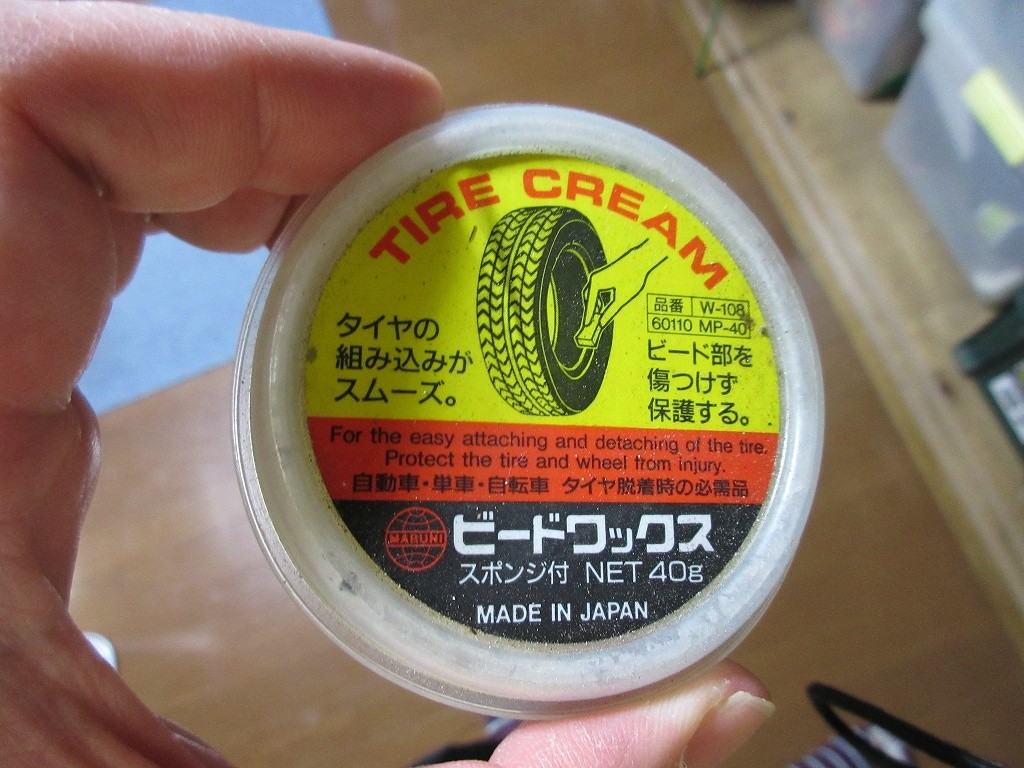 TIRE CREAM
品番 W-108
60110 MP-40
タイヤの
組み込みが
スムーズ。
ビード部を
傷つけず
保護する。
For the easy attaching and detaching of the tire.
Protect the tire and wheel from injury.
自動車・単車・自転車 タイヤ脱着時の必需品
MARUNI
ビードワックス
スポンジ付 NET 40g
MADE IN JAPAN